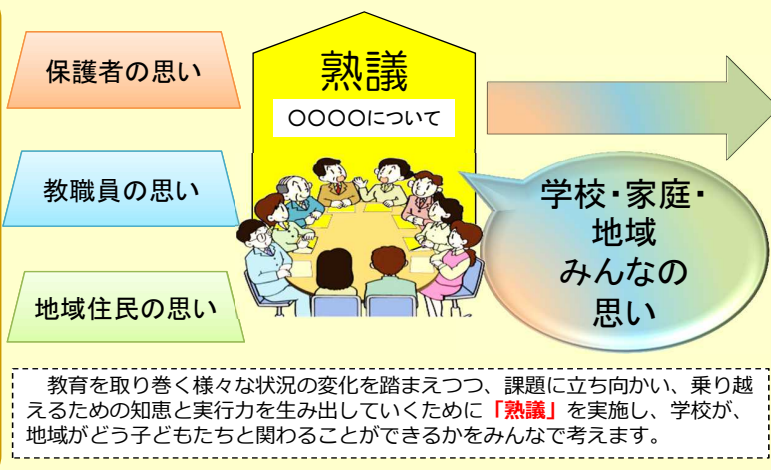 保護者の思い
教職員の思い
地域住民の思い
熟議
〇〇〇〇について
学校・家庭・
地域
みんなの
思い
教育を取り巻く様々な状況の変化を踏まえつつ、課題に立ち向かい、乗り越
えるための知恵と実行力を生み出していくために「熟議」を実施し、学校が、
地域がどう子どもたちと関わることができるかをみんなで考えます。